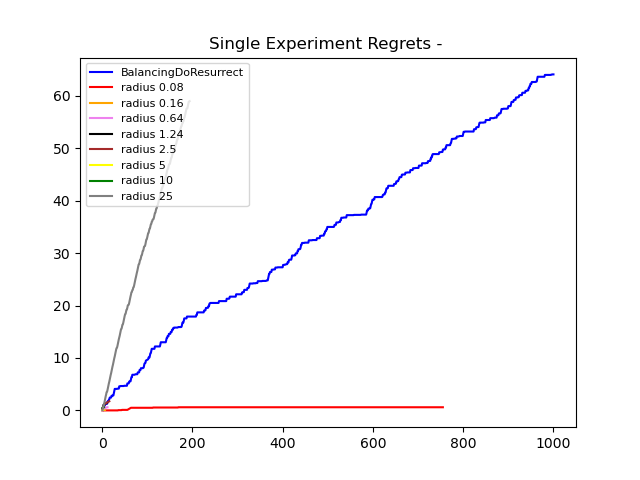 Single Experiment Regrets -
BalancingDoResurrect
radius 0.08
radius 0.16
radius 0.64
radius 1.24
radius 2.5
radius 5
radius 10
radius 25
60
50
40
30
20
10
0
0 200 400 600 800 1000